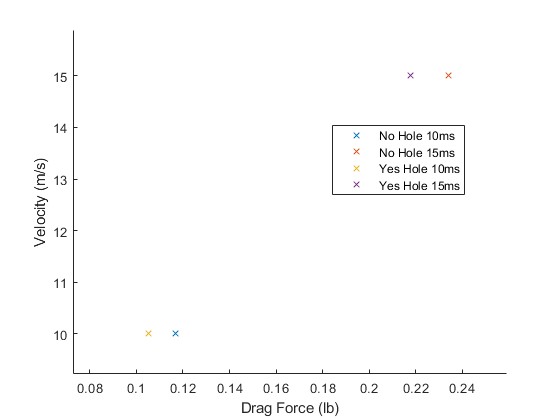 15
14
13
12
11
10
Velocity (m/s)
No Hole 10ms
No Hole 15ms
Yes Hole 10ms
Yes Hole 15ms
0.08 0.1 0.12 0.14 0.16 0.18 0.2 0.22 0.24
Drag Force (lb)